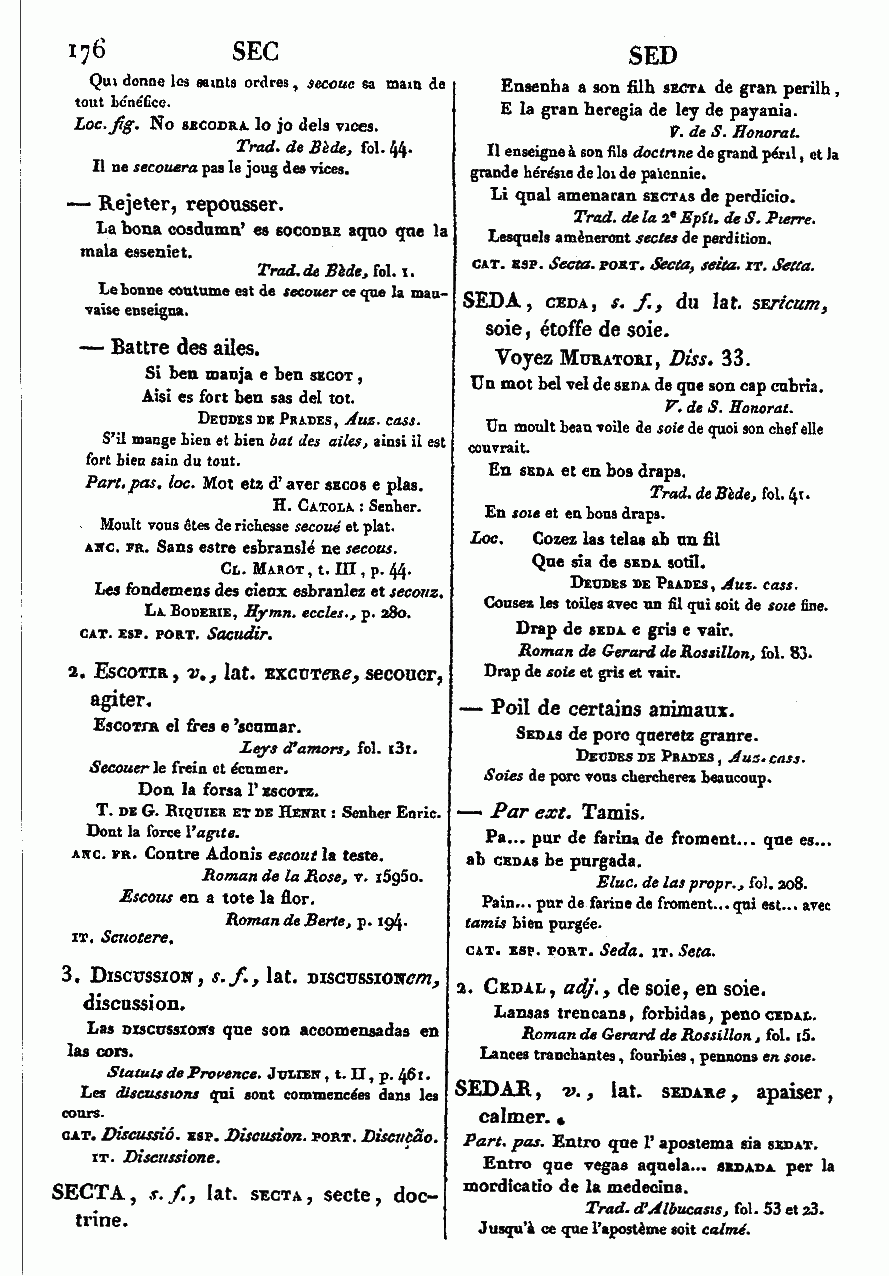 176 SEC
Qui donne les saints ordres, secoue sa main de
tout bénéfice.
Loc. fig. No SECODRA lo jo dels vices.
Trad. de Bède, fol. 44.
Il ne secouera pas le joug des vices.
— Rejeter, repousser.
La bona cosdumn' es SOCODRE aquo que la
mala esseniet.
Trad. de Bède, fol. 1.
Le bonne coutume est de secouer ce que la mau-
vaise enseigna.
— Battre des ailes.
Si ben manja e ben SECOT,
Aisi es fort ben sas del tot.
DEUDES DE PRADES, Auz. cass.
S'il mange bien et bien bat des ailes, ainsi il est
fort bien sain du tout.
Part. pas. loc. Mot etz d'aver SECOS e plas.
H. CATOLA : Senher.
Moult vous êtes de richesse secoué et plat.
ANC. FR. Sans estre esbranslé ne secous.
CL. MAROT, t. III, p. 44.
Les fondemens des cieux esbranlez et secouz.
LA BODERIE, Hymn. eccles., p. 280.
CAT. ESP. PORT. Sacudir.
2. ESCOTIR, v., lat. EXCUTERE, secouer,
agiter.
ESCOTIR el fres e 'scumar.
Leys d'amors, fol. 131.
Secouer le frein et écumer.
Don la forsa l'ESCOTZ.
T. DE G. RIQUIER ET DE HENRI : Senher Enric.
Dont la force l'agite.
ANC. FR. Contre Adonis escout la teste.
Roman de la Rose, v. 15950.
Escous en a tote la flor.
Roman de Berte, p. 194.
IT. Scuotere.
3. DISCUSSION, s. f., lat. DISCUSSIONem,
discussion.
Las DISCUSSIONS que son accomensadas en
las cors.
Statuts de Provence. JULIEN, t. II, p. 461.
Les discussions qui sont commencées dans les
cours.
CAT. Discussió. ESP. Discusion. PORT. Discução.
IT. Discussione.
SECTA, s. f., lat. SECTA, secte, doc-
trine.
SED
Ensenha a son filh SECTA de gran perilh,
E la gran heregia de ley de payania.
V. de S. Honorat.
Il enseigne à son fils doctrine de grand péril, et la
grande hérésie de loi de païennie.
Li qual amenaran SECTAS de perdicio.
Trad. de la 2e Epît. de S. Pierre.
Lesquels amèneront sectes de perdition.
CAT. ESP. Secta. PORT. Secta, seita. IT. Setta.
SEDA, CEDA, s. f., du lat. SERicum,
soie, étoffe de soie.
Voyez MURATORI, Diss. 33.
Un mot bel vel de SEDA de que son cap cubria.
V. de S. Honorat.
Un moult beau voile de soie de quoi son chef elle
couvrait.
En SEDA et en bos draps.
Trad. de Bède, fol. 41.
En soie et en bons draps.
Loc. Cozez las telas ab un fil
Que sia de SEDA sotil.
DEUDES DE PRADES, Auz. cass.
Cousez les toiles avec un fil qui soit de soie fine.
Drap de SEDA e gris e vair.
Roman de Gerard de Rossillon, fol. 83.
Drap de soie et gris et vair.
— Poil de certains animaux.
SEDAS de porc queretz granre.
DEUDES DE PRADES, Auz. cass.
Soies de porc vous chercherez beaucoup.
— Par ext. Tamis.
Pa... pur de farina de froment... que es...
ab CEDAS be purgada.
Eluc. de las propr., fol. 208.
Pain... pur de farine de froment... qui est... avec
tamis bien purgée.
CAT. ESP. PORT. Seda. IT. Seta.
2. CEDAL, adj., de soie, en soie.
Lansas trencans, forbidas, peno CEDAL.
Roman de Gerard de Rossillon, fol. 15.
Lances tranchantes, fourbies, pennons en soie.
SEDAR, v., lat. SEDARe, apaiser,
calmer.
Part. pas. Entro que l'apostema sia SEDAT.
Entro que vegas aquela... SEDADA per la
mordicatio de la medecina.
Trad. d'Albucasis, fol. 53 et 23.
Jusqu'à ce que l'apostème soit calmé.